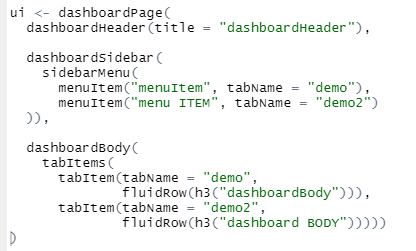 ui <- dashboardPage(
  dashboardHeader(title = "dashboardHeader"),

  dashboardSidebar(
    sidebarMenu(
      menuItem("menuItem", tabName = "demo"),
      menuItem("menu ITEM", tabName = "demo2")
  )),

  dashboardBody(
    tabItems(
      tabItem(tabName = "demo",
              fluidRow(h3("dashboardBody"))),
      tabItem(tabName = "demo2",
              fluidRow(h3("dashboard BODY")))))
)